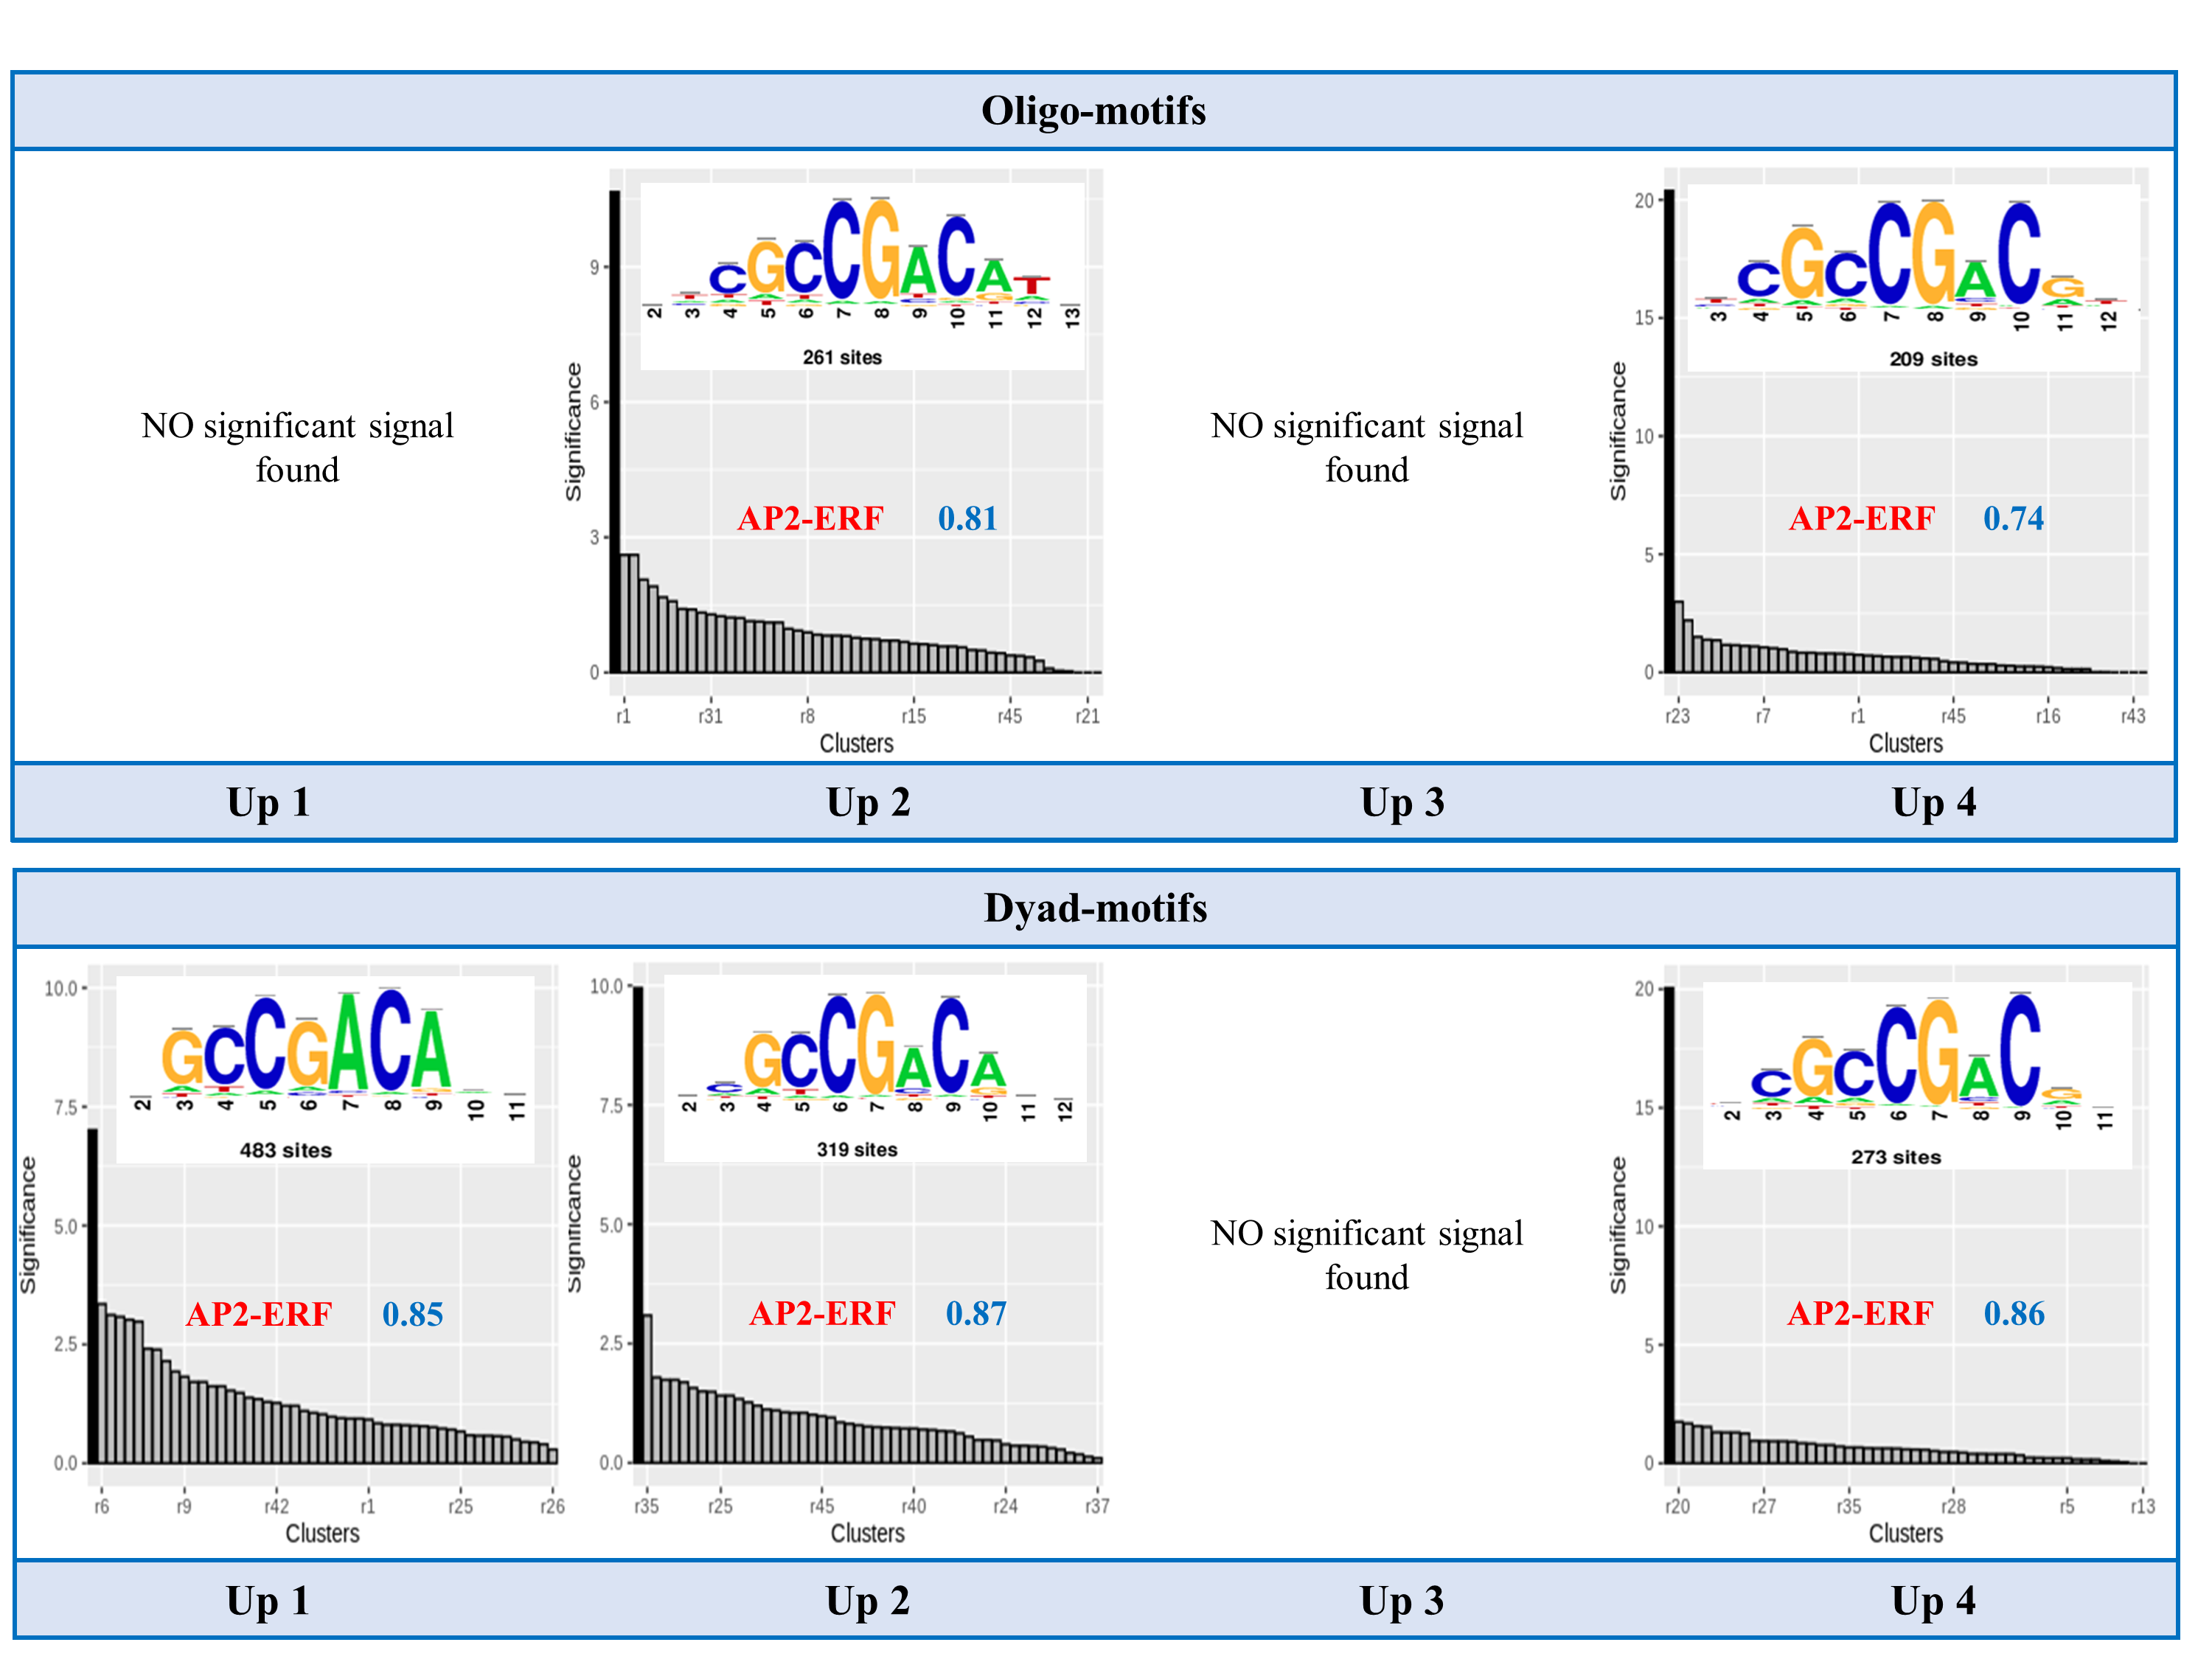 Oligo-motifs
NO significant signal
found
9
6
3
0
Significance
CGCCGACAT
2 3 4 5 6 7 8 9 10 11 12 13
261 sites
AP2-ERF 0.81
r1 r31 r8 r15 r45 r21
Clusters
NO significant signal
found
20
15
10
5
0
Significance
CGCCGACG
3 4 5 6 7 8 9 10 11 12
209 sites
AP2-ERF 0.74
r23 r7 r1 r45 r16 r43
Clusters
Up 1 Up 2 Up 3 Up 4
Dyad-motifs
10.0
7.5
5.0
2.5
0.0
Significance
GCCGACA
2 3 4 5 6 7 8 9 10 11
483 sites
AP2-ERF 0.85
r6 r9 r42 r1 r25 r26
Clusters
10.0
7.5
5.0
2.5
0.0
Significance
CGCCGACA
2 3 4 5 6 7 8 9 10 11 12
319 sites
AP2-ERF 0.87
r35 r25 r45 r40 r24 r37
Clusters
NO significant signal
found
20
15
10
5
0
Significance
CGCCGACG
2 3 4 5 6 7 8 9 10 11
273 sites
AP2-ERF 0.86
r20 r27 r35 r28 r5 r13
Clusters
Up 1 Up 2 Up 3 Up 4